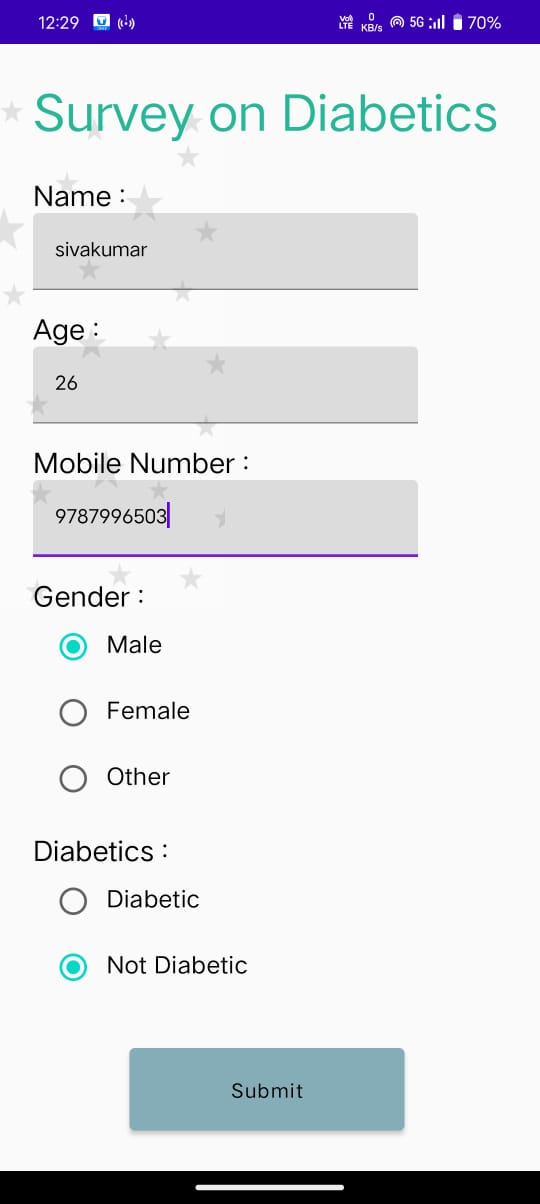 12:29 Vo) LTE 0 KB/s 5G 70%
Survey on Diabetics
Name :
sivakumar
Age :
26
Mobile Number :
9787996503
Gender :
Male
Female
Other
Diabetics :
Diabetic
Not Diabetic
Submit